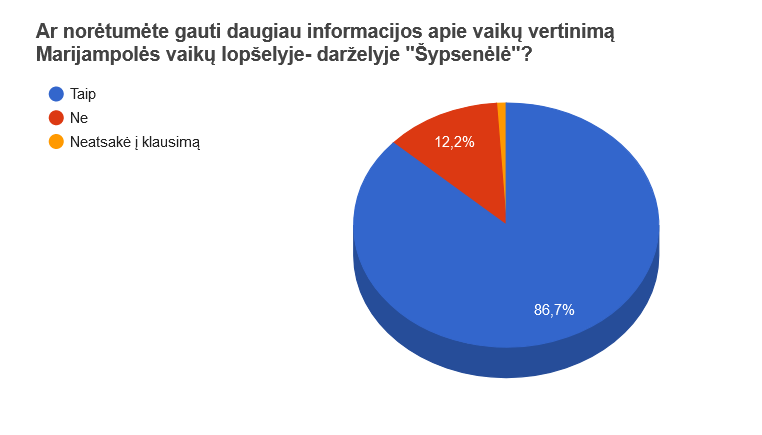 Ar norėtumėte gauti daugiau informacijos apie vaikų vertinimą
Marijampolės vaikų lopšelyje- darželyje "Šypsenėlė"?
Taip
Ne
Neatsakė į klausimą
12,2%
86,7%